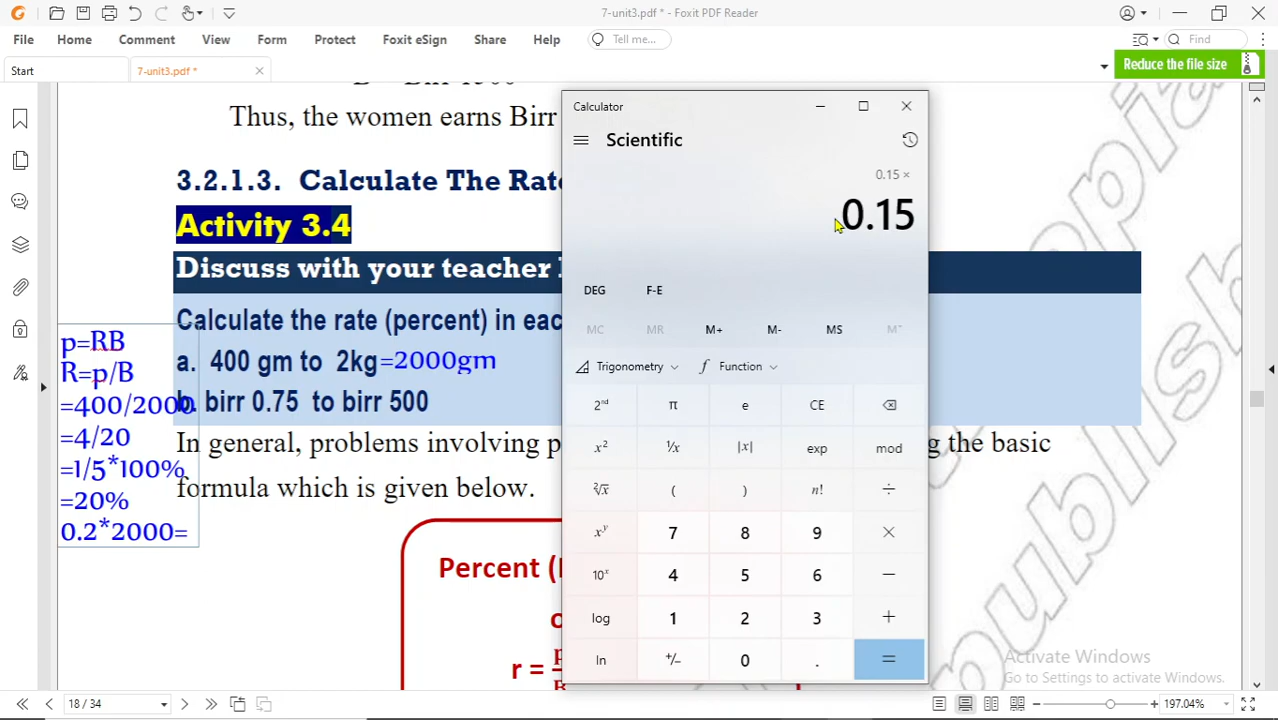 7-unit3.pdf * - Foxit PDF Reader
File Home Comment View Form Protect Foxit eSign Share Help Tell me... Find
Start 7-unit3.pdf *
Reduce the file size
Thus, the women earns Birr
3.2.1.3. Calculate The Rat
Activity 3.4
Discuss with your teacher
Calculate the rate (percent) in eac
a. 400 gm to 2kg=2000gm
b. birr 0.75 to birr 500
In general, problems involving p
g the basic
formula which is given below.
Percent (
r =
p=RB
R=p/B
=400/2000
=4/20
=1/5*100%
=20%
0.2*2000=
Calculator
Scientific
0.15 ×
0.15
DEG F-E
MC MR M+ M- MS M˅
Trigonometry Function
2ⁿᵈ π e CE
x² ¹/x |x| exp mod
²√x ( ) n! ÷
xʸ 7 8 9 ×
10ˣ 4 5 6 −
log 1 2 3 +
ln +/− 0 . =
Activate Windows
Go to Settings to activate Windows.
18 / 34 197.04%